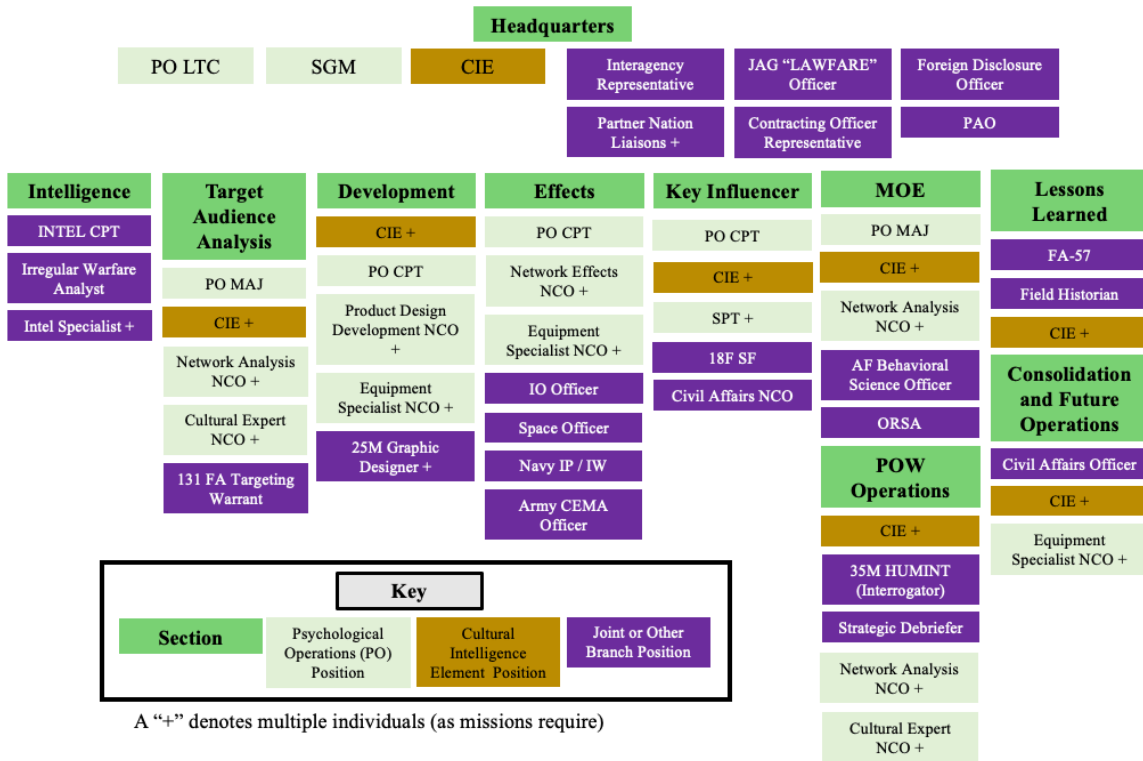 Headquarters
PO LTC
SGM
CIE
Interagency
Representative
JAG “LAWFARE”
Officer
Foreign Disclosure
Officer
Partner Nation
Liaisons +
Contracting Officer
Representative
PAO
Intelligence
INTEL CPT
Irregular Warfare
Analyst
Intel Specialist +
Target
Audience
Analysis
PO MAJ
CIE +
Network Analysis
NCO +
Cultural Expert
NCO +
131 FA Targeting
Warrant
Development
CIE +
PO CPT
Product Design
Development NCO
+
Equipment
Specialist NCO +
25M Graphic
Designer +
Effects
PO CPT
Network Effects
NCO +
Equipment
Specialist NCO +
IO Officer
Space Officer
Navy IP / IW
Army CEMA
Officer
Key Influencer
PO CPT
CIE +
SPT +
18F SF
Civil Affairs NCO
MOE
PO MAJ
CIE +
Network Analysis
NCO +
AF Behavioral
Science Officer
ORSA
POW
Operations
CIE +
35M HUMINT
(Interrogator)
Strategic Debriefer
Network Analysis
NCO +
Cultural Expert
NCO +
Lessons
Learned
FA-57
Field Historian
CIE +
Consolidation
and Future
Operations
Civil Affairs Officer
CIE +
Equipment
Specialist NCO +
Key
Section
Psychological
Operations (PO)
Position
Cultural
Intelligence
Element Position
Joint or Other
Branch Position
A “+” denotes multiple individuals (as missions require)